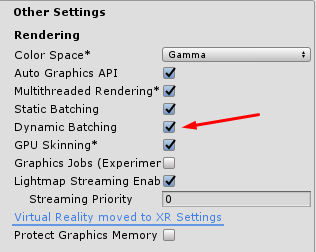 Other Settings
Rendering
Color Space* Gamma
Auto Graphics API
Multithreaded Rendering*
Static Batching
Dynamic Batching
GPU Skinning*
Graphics Jobs (Experimer
Lightmap Streaming Enab
Streaming Priority 0
Virtual Reality moved to XR Settings
Protect Graphics Memory